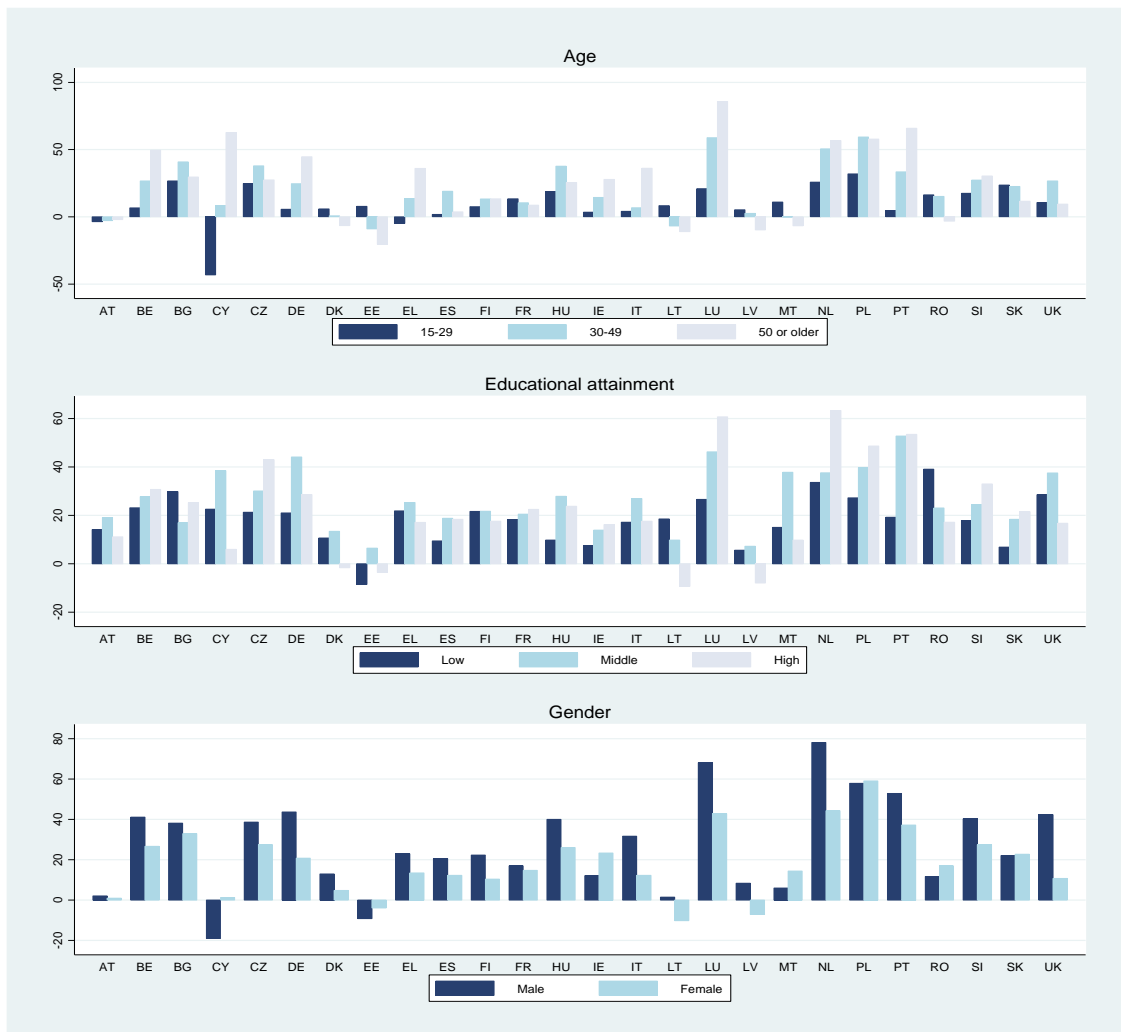 Age
100
50
0
-50
AT BE BG CY CZ DE DK EE EL ES FI FR HU IE IT LT LU LV MT NL PL PT RO SI SK UK
15-29 30-49 50 or older
Educational attainment
60
40
20
0
-20
AT BE BG CY CZ DE DK EE EL ES FI FR HU IE IT LT LU LV MT NL PL PT RO SI SK UK
Low Middle High
Gender
80
60
40
20
0
-20
AT BE BG CY CZ DE DK EE EL ES FI FR HU IE IT LT LU LV MT NL PL PT RO SI SK UK
Male Female